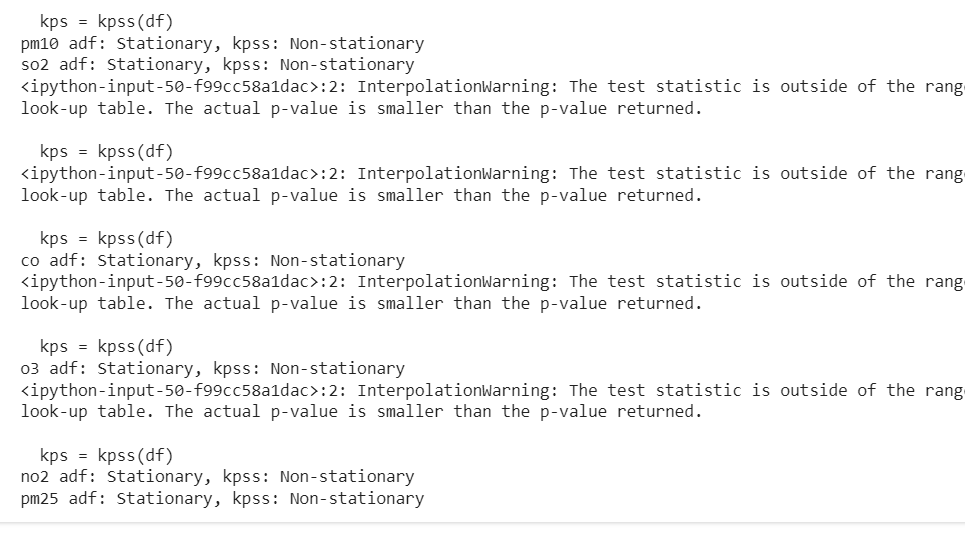 kps = kpss(df)
pm10 adf: Stationary, kpss: Non-stationary
so2 adf: Stationary, kpss: Non-stationary
<ipython-input-50-f99cc58a1dac>:2: InterpolationWarning: The test statistic is outside of the rang
look-up table. The actual p-value is smaller than the p-value returned.
kps = kpss(df)
<ipython-input-50-f99cc58a1dac>:2: InterpolationWarning: The test statistic is outside of the rang
look-up table. The actual p-value is smaller than the p-value returned.
kps = kpss(df)
co adf: Stationary, kpss: Non-stationary
<ipython-input-50-f99cc58a1dac>:2: InterpolationWarning: The test statistic is outside of the rang
look-up table. The actual p-value is smaller than the p-value returned.
kps = kpss(df)
o3 adf: Stationary, kpss: Non-stationary
<ipython-input-50-f99cc58a1dac>:2: InterpolationWarning: The test statistic is outside of the rang
look-up table. The actual p-value is smaller than the p-value returned.
kps = kpss(df)
no2 adf: Stationary, kpss: Non-stationary
pm25 adf: Stationary, kpss: Non-stationary